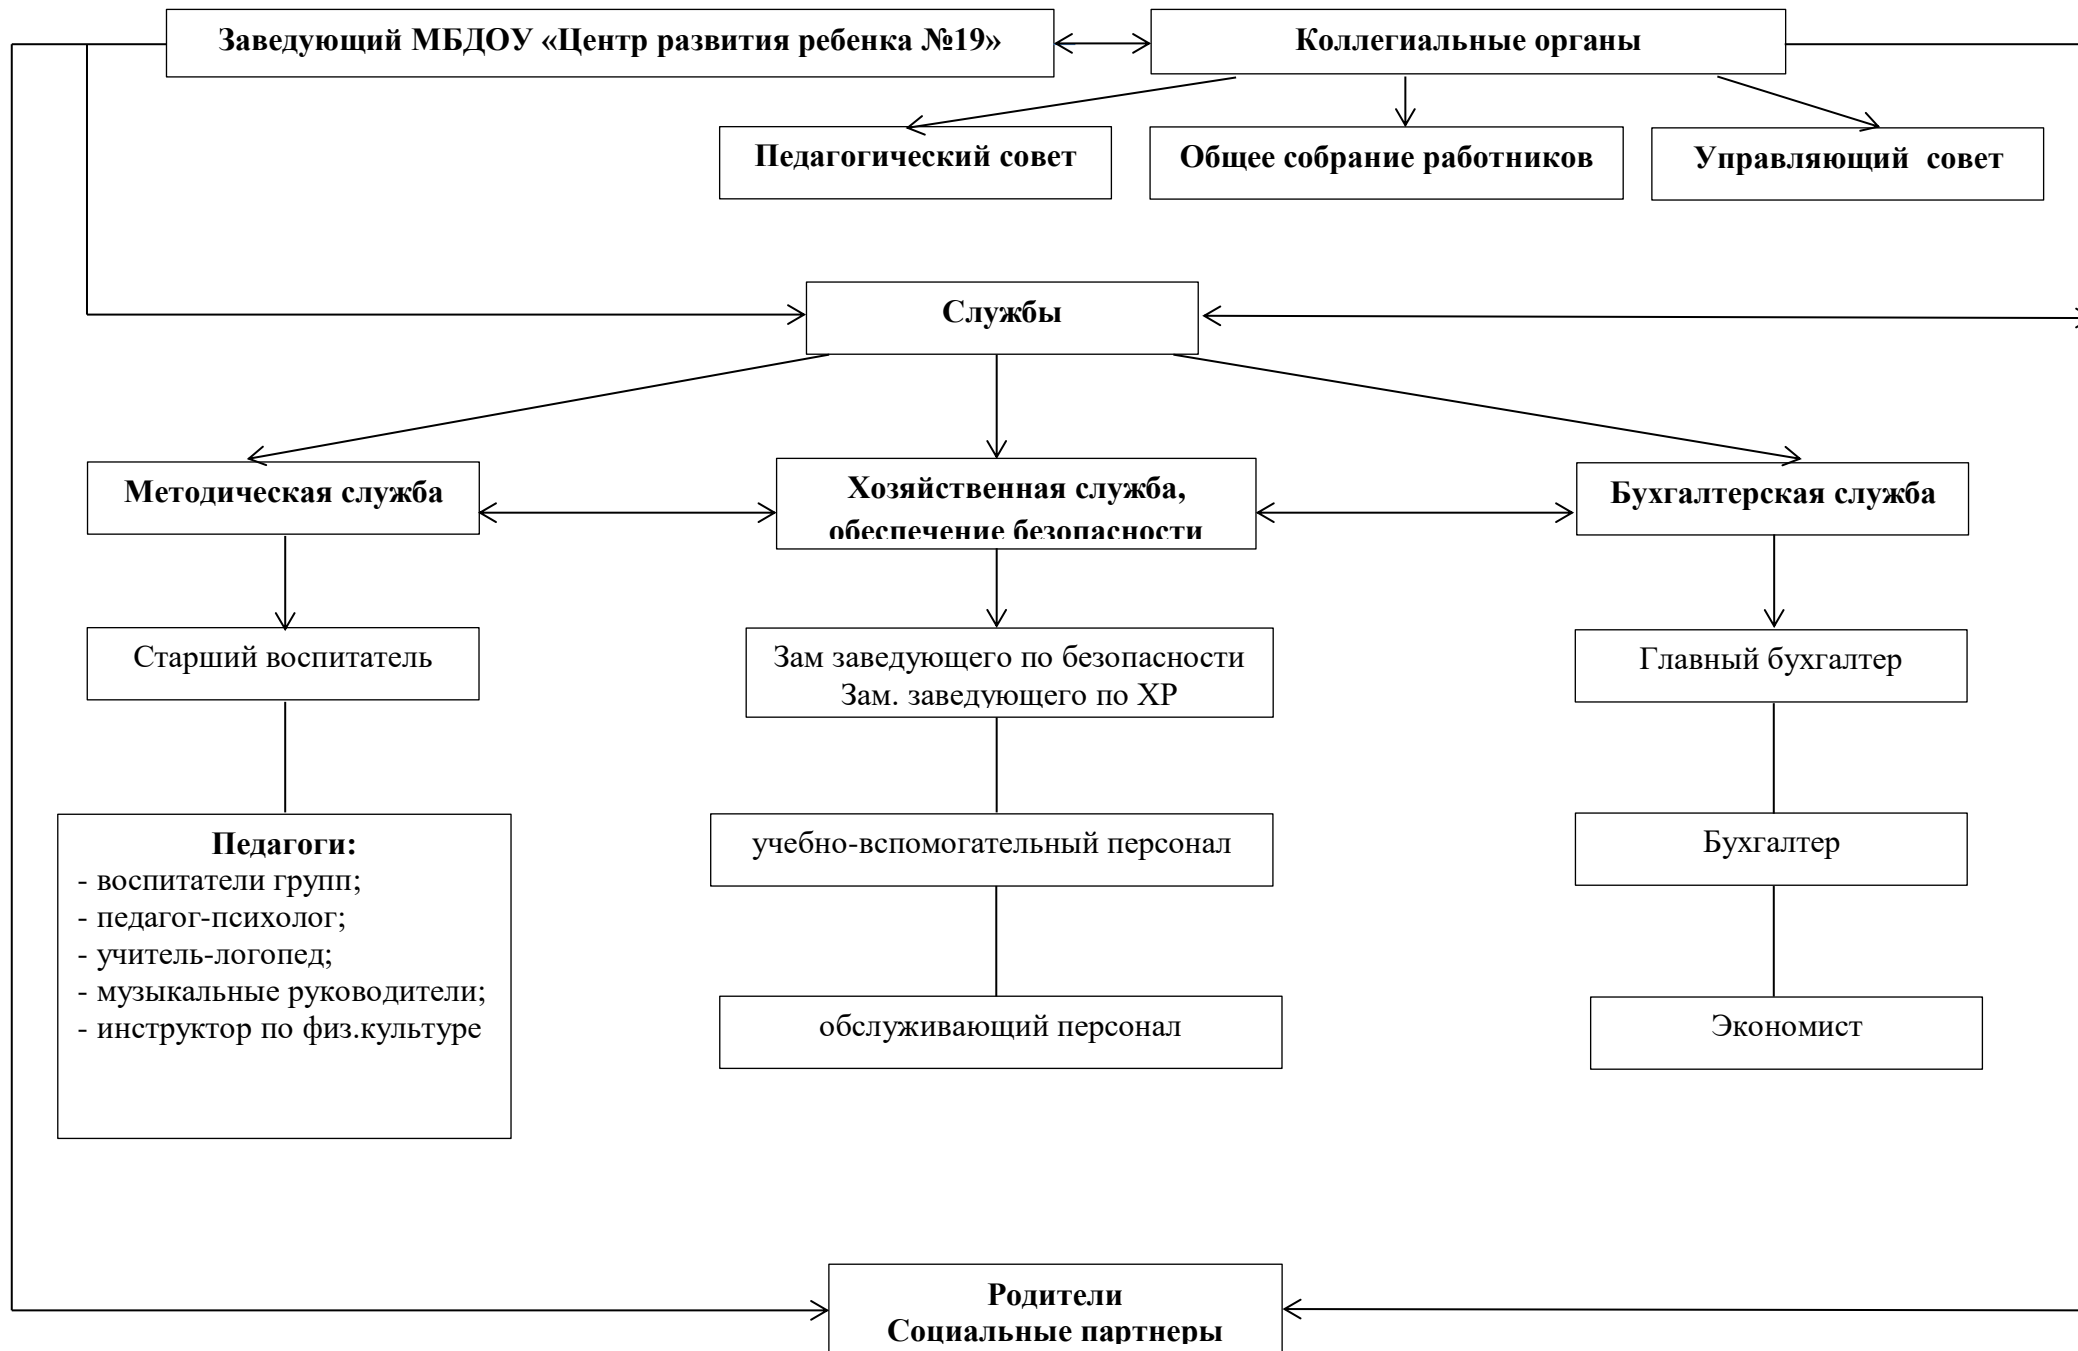 Заведующий МБДОУ «Центр развития ребенка №19»
Коллегиальные органы
Педагогический совет
Общее собрание работников
Управляющий совет
Службы
Методическая служба
Хозяйственная служба,
обеспечение безопасности
Бухгалтерская служба
Старший воспитатель
Зам заведующего по безопасности
Зам. заведующего по ХР
Главный бухгалтер
Педагоги:
- воспитатели групп;
- педагог-психолог;
- учитель-логопед;
- музыкальные руководители;
- инструктор по физ.культуре
учебно-вспомогательный персонал
Бухгалтер
обслуживающий персонал
Экономист
Родители
Социальные партнеры